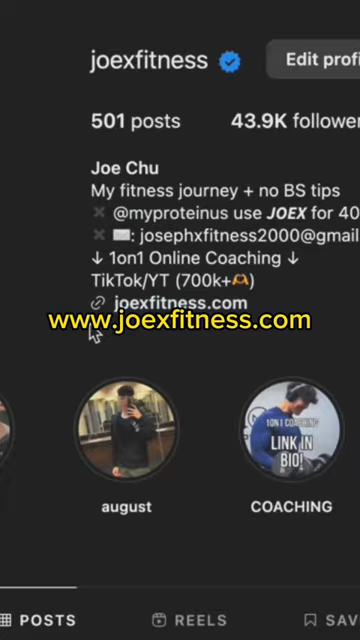 joexfitness
Edit profi
501 posts 43.9K follower
Joe Chu
My fitness journey + no BS tips
@myproteinus use JOEX for 40
✉️: josephxfitness2000@gmail
↓ 1on1 Online Coaching ↓
TikTok/YT (700k+🫶)
joexfitness.com
www.joexfitness.com
1ON1 COACHING
LINK IN
BIO!
august COACHING
POSTS REELS SAV